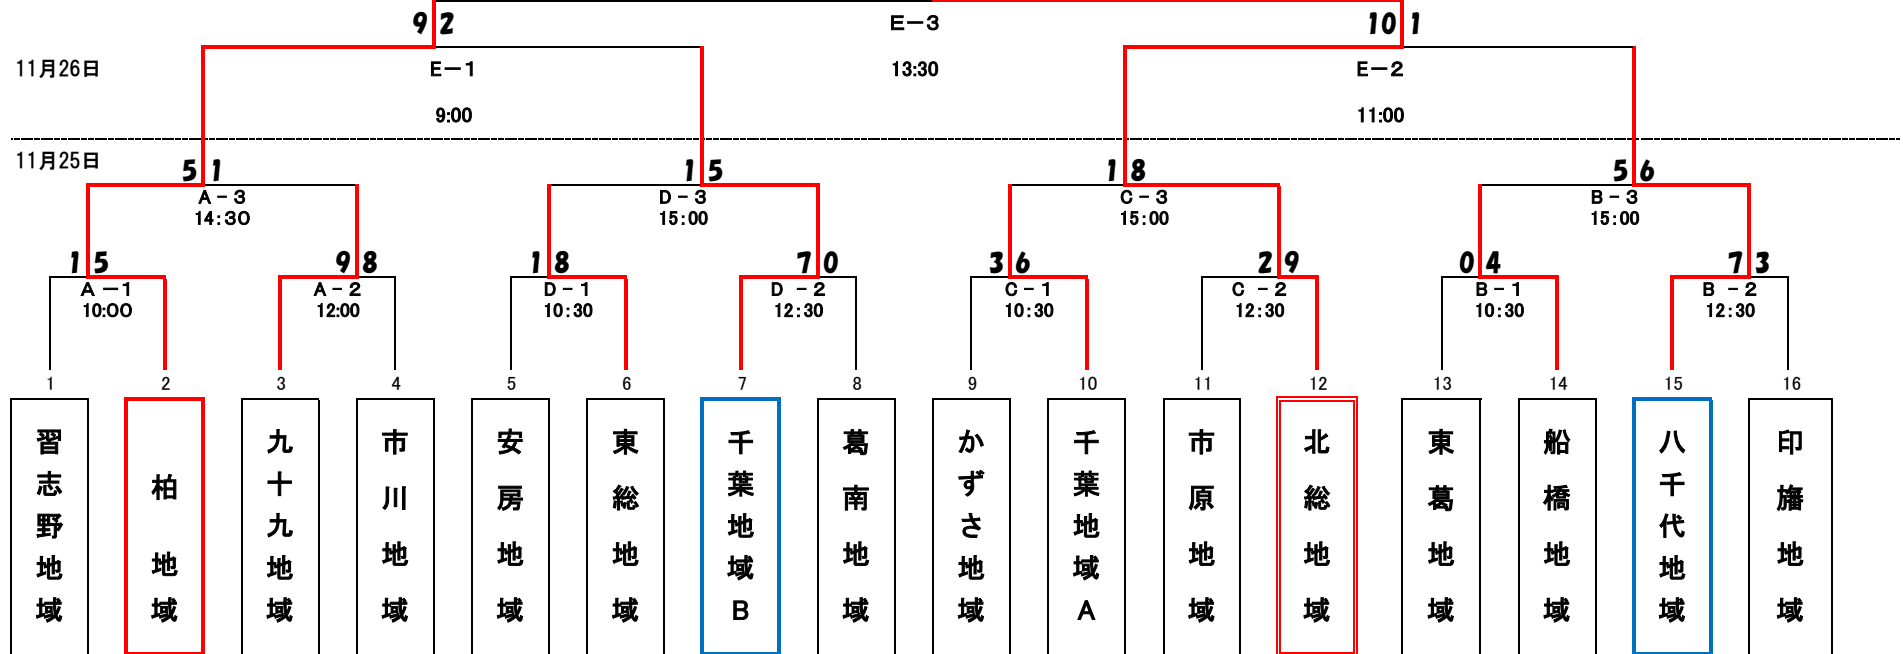 9 2
E－3
10 1
11月26日
E－1
13:30
E－2
9:00
11:00
11月25日
5 1
1 5
1 8
5 6
A－3
D－3
C－3
B－3
14:30
15:00
15:00
15:00
1 5
9 8
1 8
7 0
3 6
2 9
0 4
7 3
A－1
A－2
D－1
D－2
C－1
C－2
B－1
B－2
10:00
12:00
10:30
12:30
10:30
12:30
10:30
12:30
1
2
3
4
5
6
7
8
9
10
11
12
13
14
15
16
習志野地域
柏地域
九十九地域
市川地域
安房地域
東総地域
千葉地域B
葛南地域
かずさ地域
千葉地域A
市原地域
北総地域
東葛地域
船橋地域
八千代地域
印旛地域